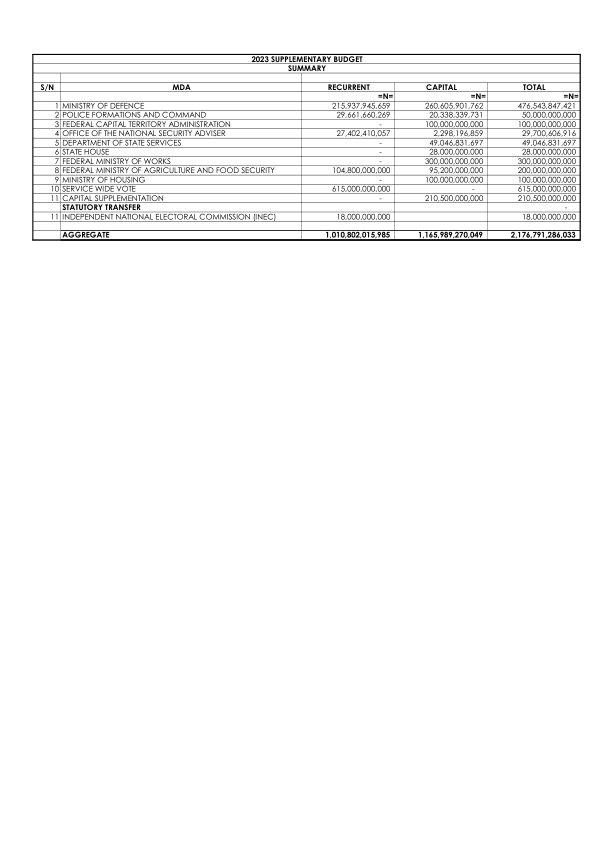 2023 SUPPLEMENTARY BUDGET
SUMMARY
S/N MDA RECURRENT CAPITAL TOTAL
=N= =N= =N=
1 MINISTRY OF DEFENCE 215,937,945,659 260,605,901,762 476,543,847,421
2 POLICE FORMATIONS AND COMMAND 29,661,660,269 20,338,339,731 50,000,000,000
3 FEDERAL CAPITAL TERRITORY ADMINISTRATION - 100,000,000,000 100,000,000,000
4 OFFICE OF THE NATIONAL SECURITY ADVISER 27,402,410,057 2,298,196,859 29,700,606,916
5 DEPARTMENT OF STATE SERVICES - 49,046,831,697 49,046,831,697
6 STATE HOUSE - 28,000,000,000 28,000,000,000
7 FEDERAL MINISTRY OF WORKS - 300,000,000,000 300,000,000,000
8 FEDERAL MINISTRY OF AGRICULTURE AND FOOD SECURITY 104,800,000,000 95,200,000,000 200,000,000,000
9 MINISTRY OF HOUSING - 100,000,000,000 100,000,000,000
10 SERVICE WIDE VOTE 615,000,000,000 - 615,000,000,000
11 CAPITAL SUPPLEMENTATION - 210,500,000,000 210,500,000,000
STATUTORY TRANSFER -
11 INDEPENDENT NATIONAL ELECTORAL COMMISSION (INEC) 18,000,000,000 18,000,000,000
AGGREGATE 1,010,802,015,985 1,165,989,270,049 2,176,791,286,033